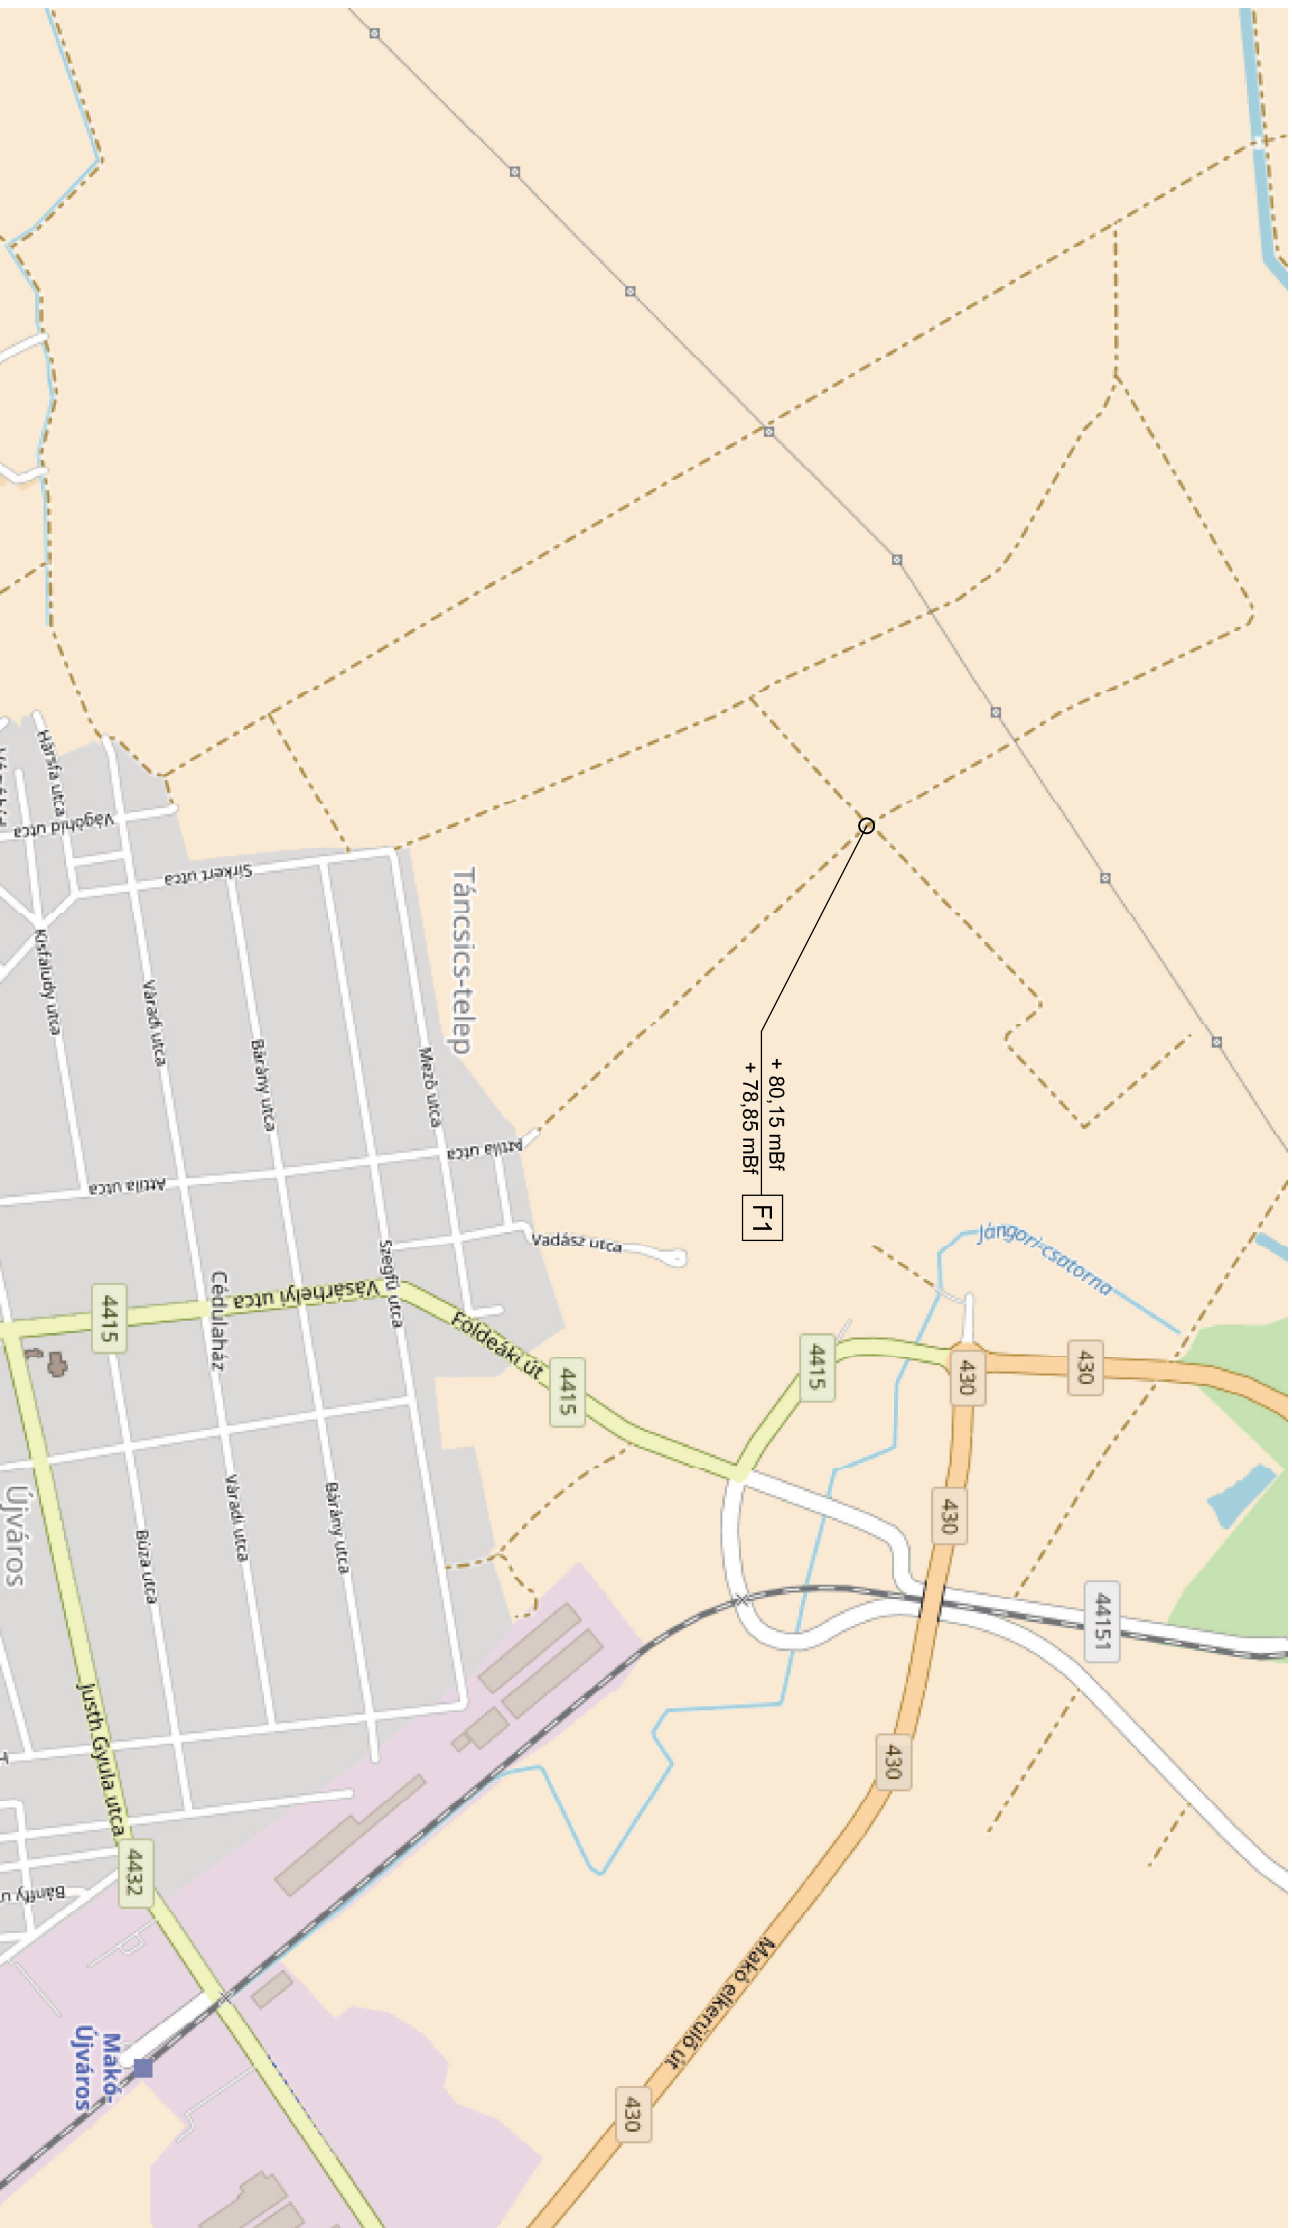 Hársfa utca
Vágóhíd utca
Sírkert utca
Kisfaludy utca
Váradi utca
Bárány utca
Mező utca
Táncsics-telep
Attila utca
Attila utca
+ 80,15 mBf
+ 78,85 mBf
F1
Vadász utca
Jángori-csatorna
Szegfű utca
Vásárhelyi utca
Cédulaház
4415
Földeáki út
4415
4415
430
430
430
44151
Újváros
Búza utca
Váradi utca
Bárány utca
Justh Gyula utca
4432
430
Makó elkerülő út
430
Makó-
Újváros